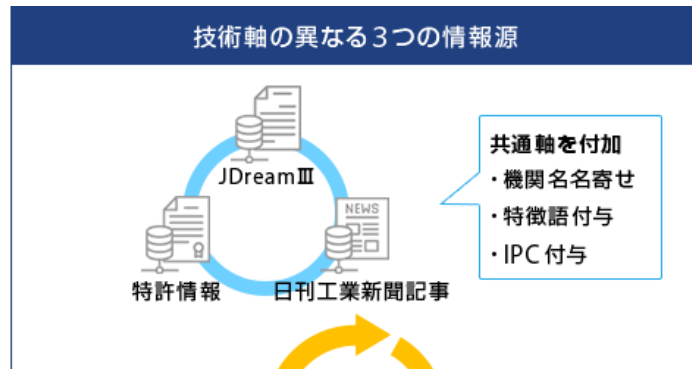 技術軸の異なる3つの情報源
JDreamⅢ
共通軸を付加
・機関名名寄せ
・特徴語付与
・IPC付与
NEWS
特許情報
日刊工業新聞記事